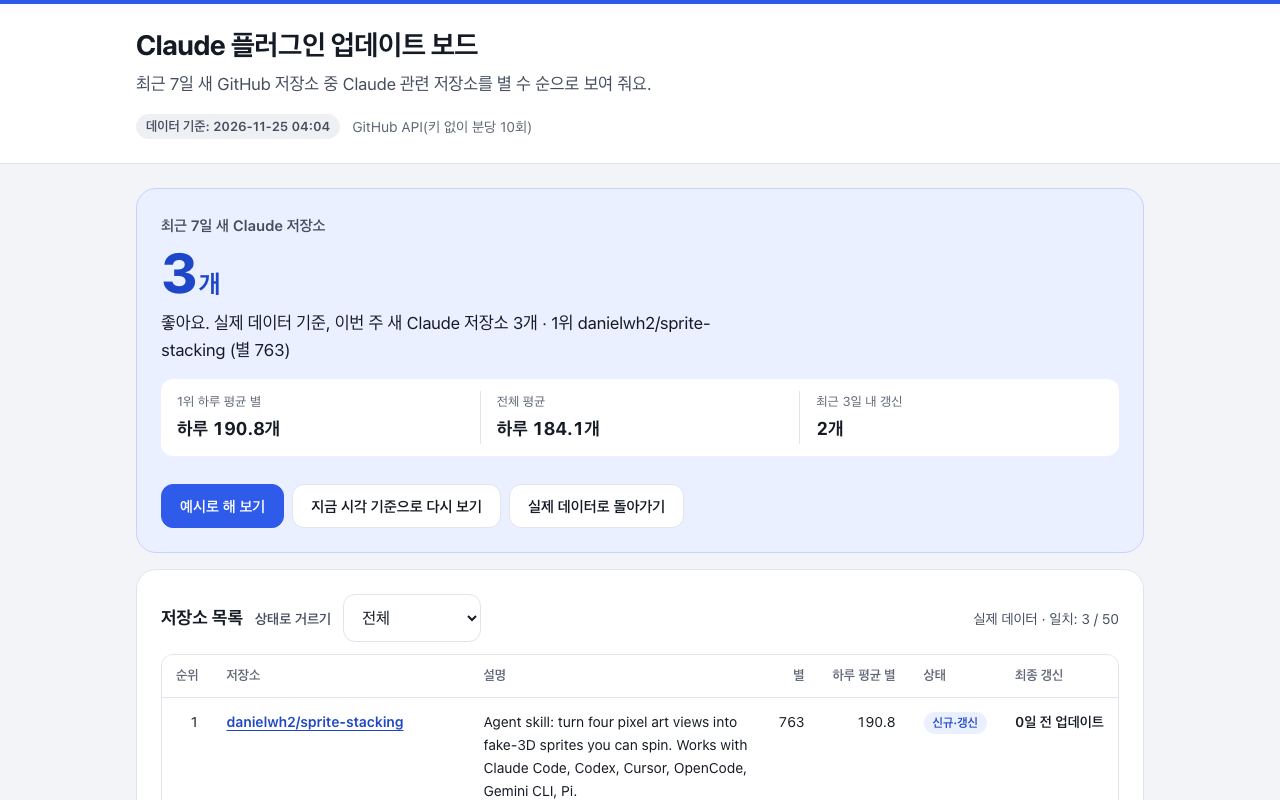 Claude 플러그인 업데이트 보드
최근 7일 새 GitHub 저장소 중 Claude 관련 저장소를 별 수 순으로 보여 줘요.
데이터 기준: 2026-11-25 04:04 GitHub API(키 없이 분당 10회)
최근 7일 새 Claude 저장소
3개
좋아요. 실제 데이터 기준, 이번 주 새 Claude 저장소 3개 · 1위 danielwh2/sprite-
stacking (별 763)
1위 하루 평균 별 전체 평균 최근 3일 내 갱신
하루 190.8개 하루 184.1개 2개
예시로 해 보기 지금 시각 기준으로 다시 보기 실제 데이터로 돌아가기
저장소 목록 상태로 거르기 전체 실제 데이터 · 일치: 3 / 50
순위 저장소 설명 별 하루 평균 별 상태 최종 갱신
1 danielwh2/sprite-stacking Agent skill: turn four pixel art views into 763 190.8 신규·갱신 0일 전 업데이트
fake-3D sprites you can spin. Works with
Claude Code, Codex, Cursor, OpenCode,
Gemini CLI, Pi.